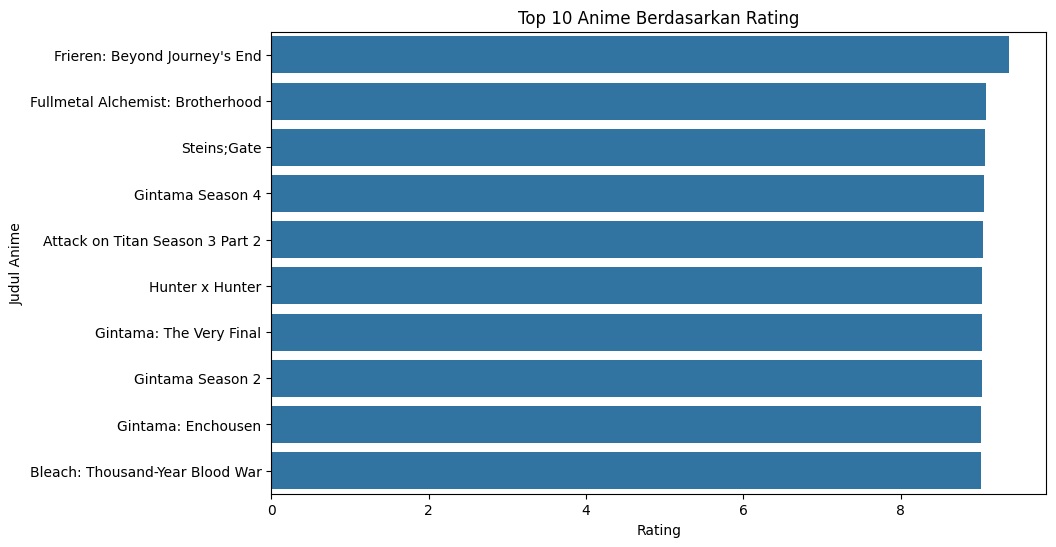 Top 10 Anime Berdasarkan Rating
Judul Anime
Frieren: Beyond Journey's End
Fullmetal Alchemist: Brotherhood
Steins;Gate
Gintama Season 4
Attack on Titan Season 3 Part 2
Hunter x Hunter
Gintama: The Very Final
Gintama Season 2
Gintama: Enchousen
Bleach: Thousand-Year Blood War
0 2 4 6 8
Rating